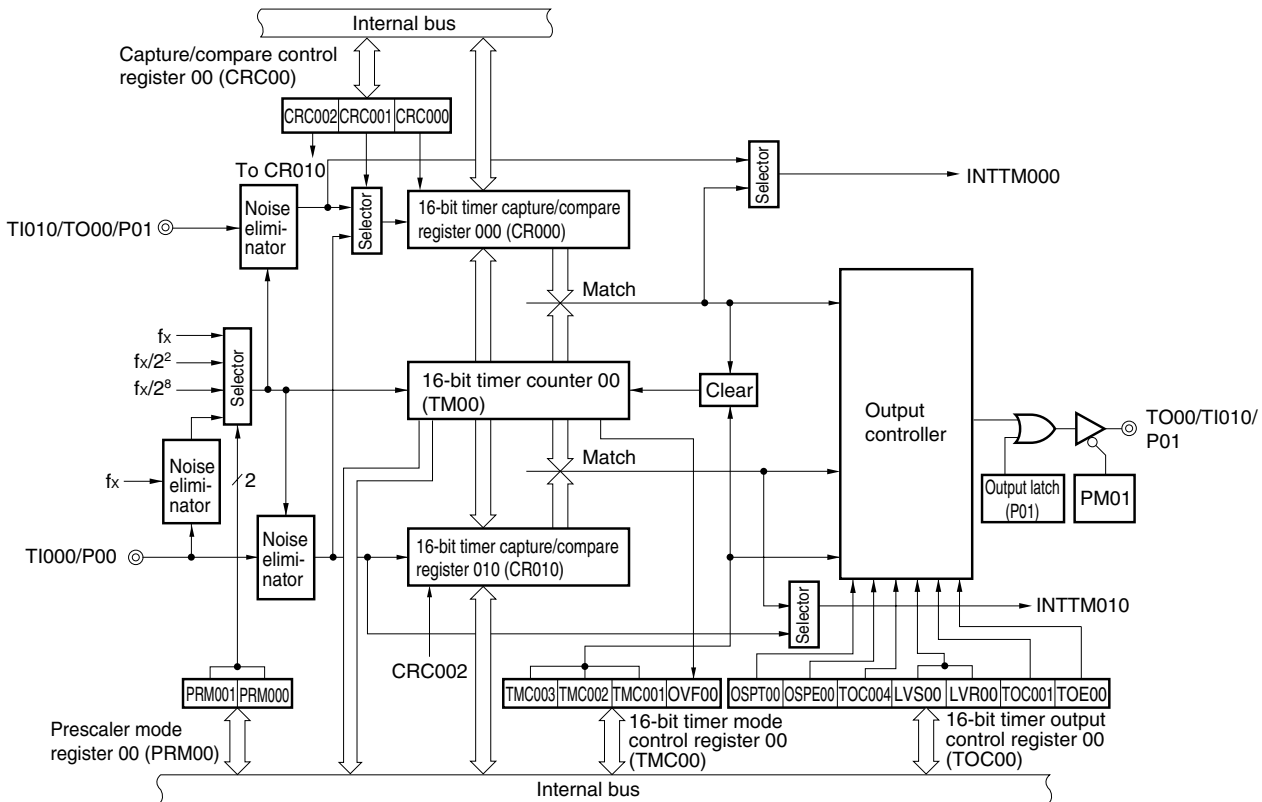 Internal bus
Capture/compare control
register 00 (CRC00)
CRC002 CRC001 CRC000
To CR010
Selector
INTTM000
TI010/TO00/P01
Noise
elimi-
nator
Selector
16-bit timer capture/compare
register 000 (CR000)
Match
fX
fX/2²
fX/2⁸
Selector
16-bit timer counter 00
(TM00)
Clear
Output
controller
TO00/TI010/
P01
Output latch
(P01)
PM01
fX
Noise
elimi-
nator
2
Match
TI000/P00
Noise
elimi-
nator
16-bit timer capture/compare
register 010 (CR010)
Selector
INTTM010
CRC002
PRM001 PRM000
TMC003 TMC002 TMC001 OVF00
OSPT00 OSPE00 TOC004 LVS00 LVR00 TOC001 TOE00
Prescaler mode
register 00 (PRM00)
16-bit timer mode
control register 00
(TMC00)
16-bit timer output
control register 00
(TOC00)
Internal bus